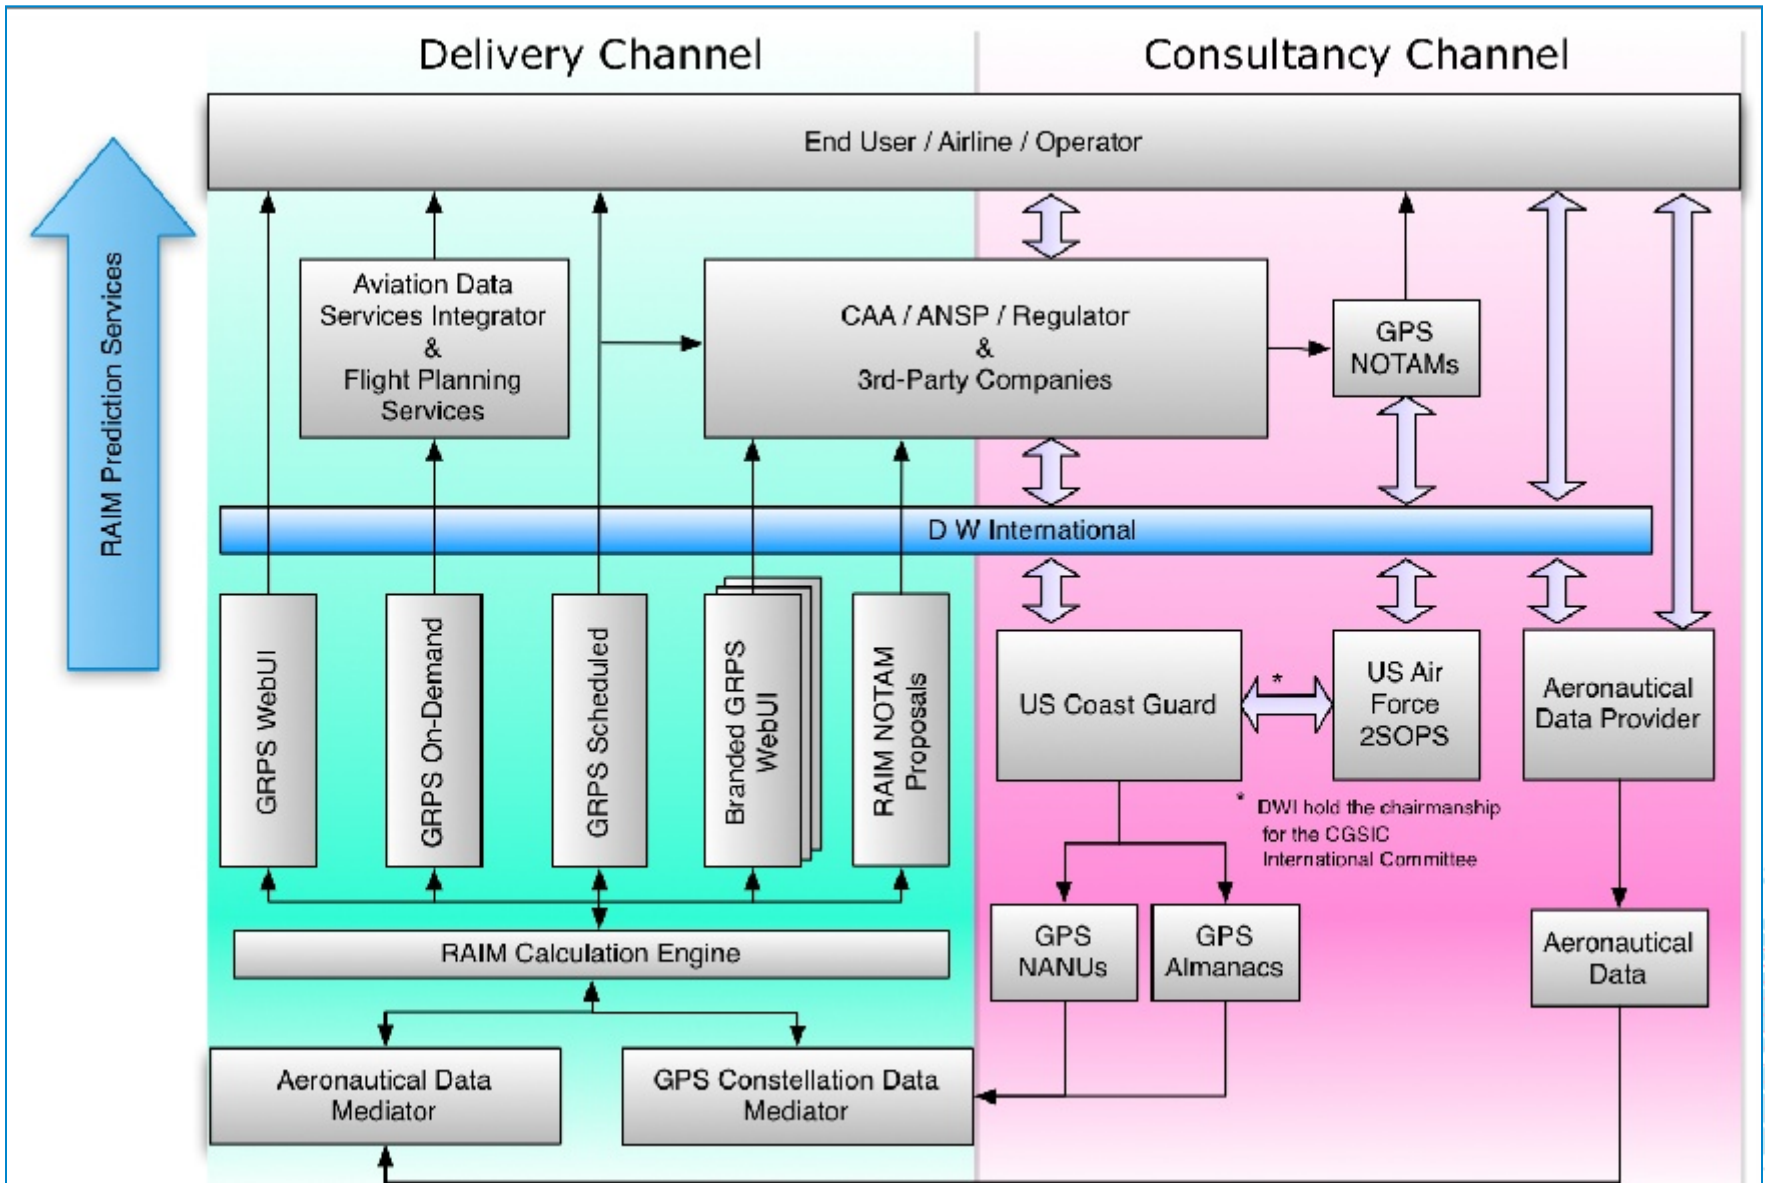 Delivery Channel
Consultancy Channel
End User / Airline / Operator
RAIM Prediction Services
Aviation Data
Services Integrator
&
Flight Planning
Services
CAA / ANSP / Regulator
&
3rd-Party Companies
GPS
NOTAMs
D W International
GRPS WebUI
GRPS On-Demand
GRPS Scheduled
Branded GRPS
WebUI
RAIM NOTAM
Proposals
US Coast Guard
*
US Air
Force
2SOPS
Aeronautical
Data Provider
* DWI hold the chairmanship
for the CGSIC
International Committee
RAIM Calculation Engine
GPS
NANUs
GPS
Almanacs
Aeronautical
Data
Aeronautical Data
Mediator
GPS Constellation Data
Mediator